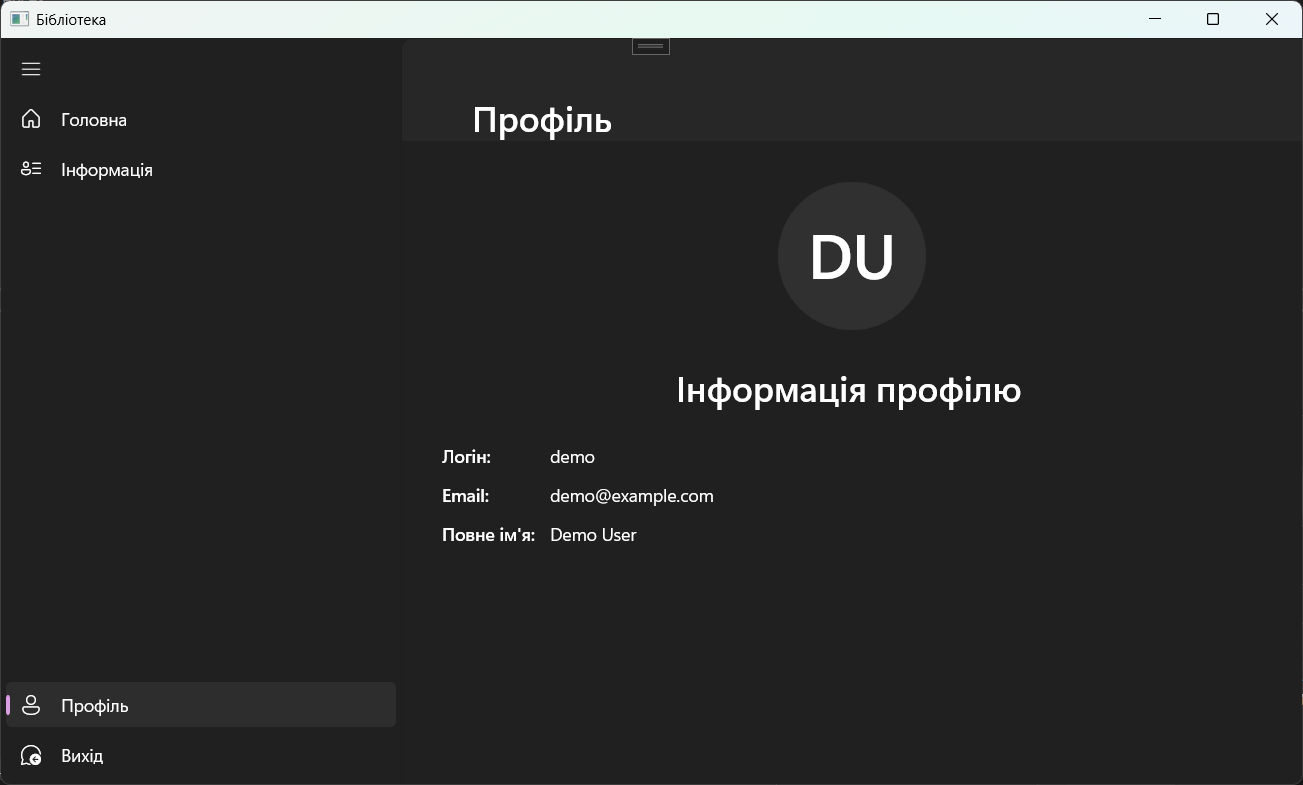 Бібліотека
Головна
Інформація
Профіль
Вихід
Профіль
DU
Інформація профілю
Логін: demo
Email: demo@example.com
Повне ім'я: Demo User